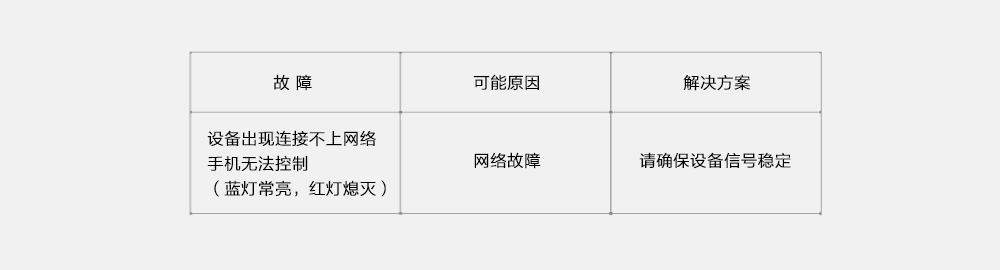 故 障
可能原因
解决方案
设备出现连接不上网络
手机无法控制
（蓝灯常亮，红灯熄灭）
网络故障
请确保设备信号稳定